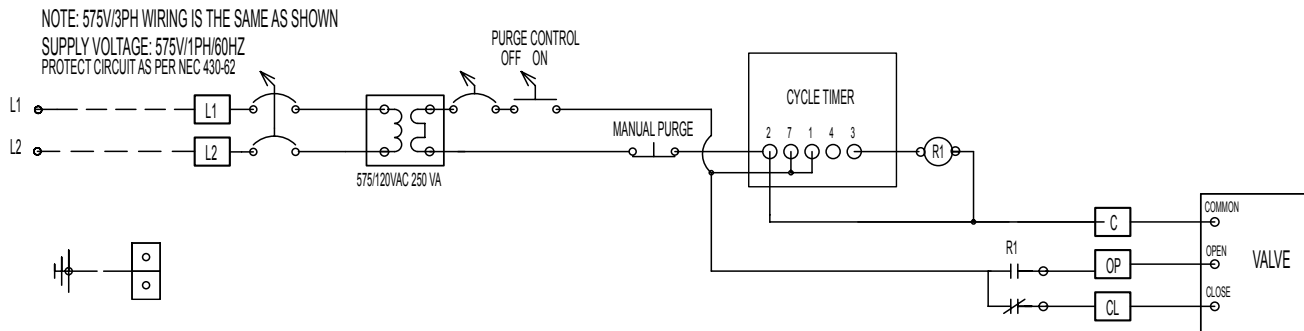 NOTE: 575V/3PH WIRING IS THE SAME AS SHOWN
SUPPLY VOLTAGE: 575V/1PH/60HZ
PROTECT CIRCUIT AS PER NEC 430-62
PURGE CONTROL
OFF ON
L1
L1
L2
L2
575/120VAC 250 VA
MANUAL PURGE
CYCLE TIMER
2 7 1 4 3
R1
C
COMMON
R1
OP
OPEN
VALVE
CL
CLOSE